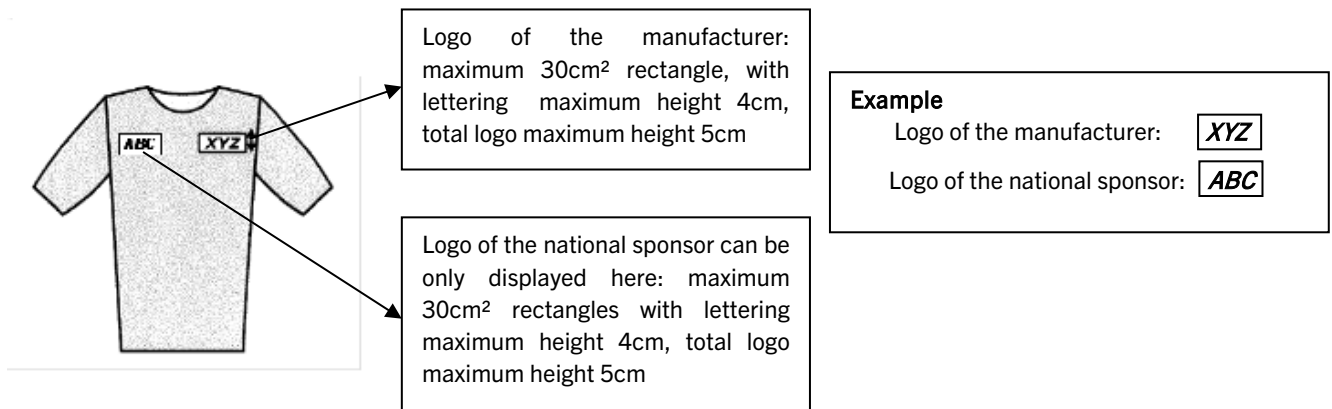 Logo of the manufacturer:
maximum 30cm² rectangle, with
lettering maximum height 4cm,
total logo maximum height 5cm
ABC
XYZ
Logo of the national sponsor can be
only displayed here: maximum
30cm² rectangles with lettering
maximum height 4cm, total logo
maximum height 5cm
Example
Logo of the manufacturer: XYZ
Logo of the national sponsor: ABC